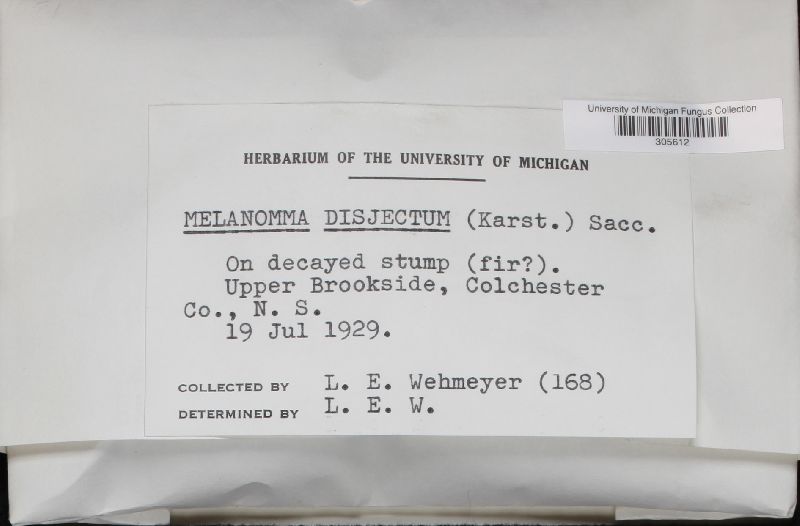 University of Michigan Fungus Collection
305612
HERBARIUM OF THE UNIVERSITY OF MICHIGAN
MELANOMMA DISJECTUM (Karst.) Sacc.
On decayed stump (fir?).
Upper Brookside, Colchester
Co., N. S.
19 Jul 1929.
COLLECTED BY L. E. Wehmeyer (168)
DETERMINED BY L. E. W.